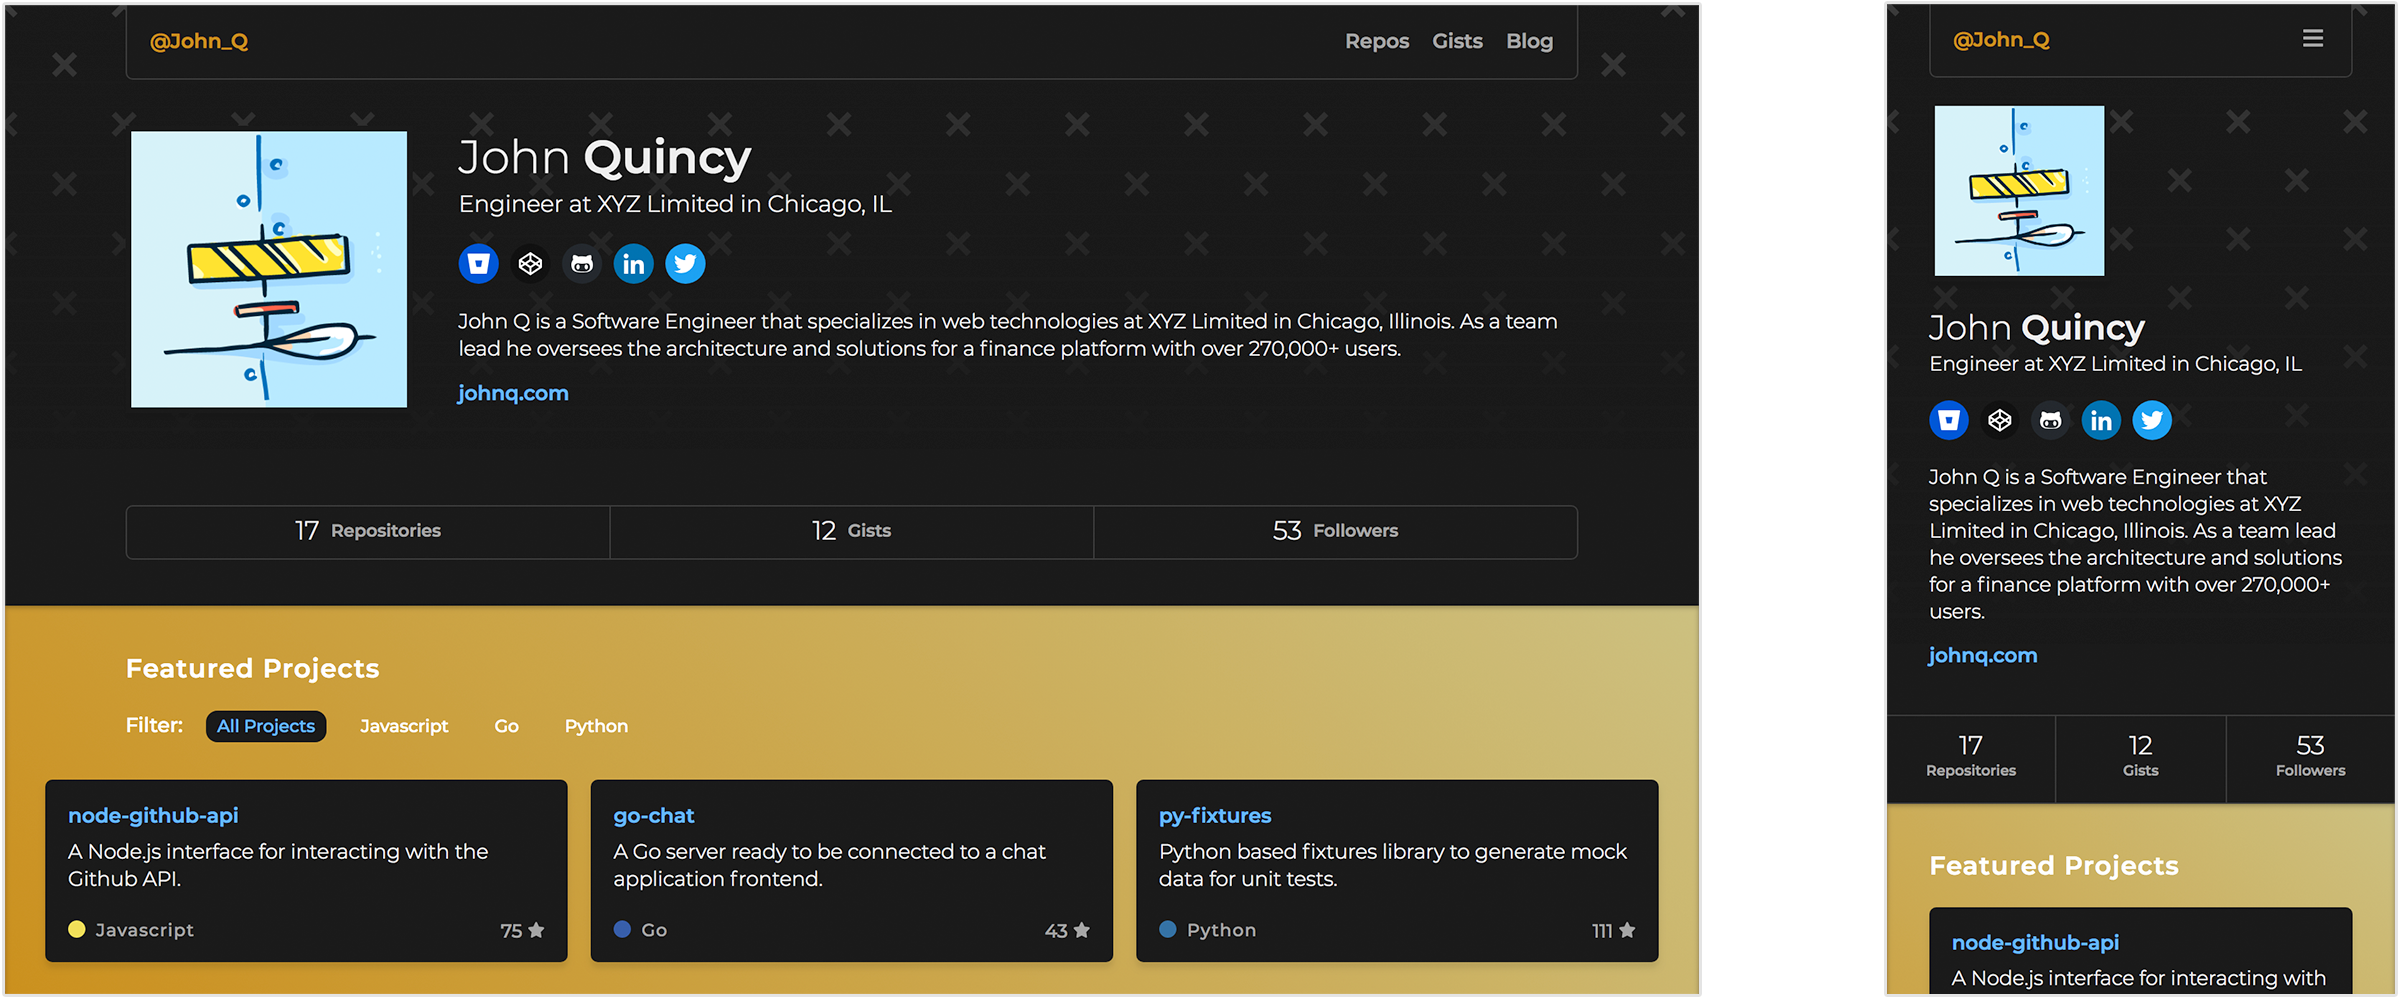 @John_Q
Repos Gists Blog
John Quincy
Engineer at XYZ Limited in Chicago, IL
in
John Q is a Software Engineer that specializes in web technologies at XYZ Limited in Chicago, Illinois. As a team
lead he oversees the architecture and solutions for a finance platform with over 270,000+ users.
johnq.com
17 Repositories
12 Gists
53 Followers
Featured Projects
Filter: All Projects Javascript Go Python
node-github-api
A Node.js interface for interacting with the
Github API.
Javascript 75
go-chat
A Go server ready to be connected to a chat
application frontend.
Go 43
py-fixtures
Python based fixtures library to generate mock
data for unit tests.
Python 111
@John_Q
John Quincy
Engineer at XYZ Limited in Chicago, IL
in
John Q is a Software Engineer that
specializes in web technologies at XYZ
Limited in Chicago, Illinois. As a team lead
he oversees the architecture and solutions
for a finance platform with over 270,000+
users.
johnq.com
17
Repositories
12
Gists
53
Followers
Featured Projects
node-github-api
A Node.js interface for interacting with